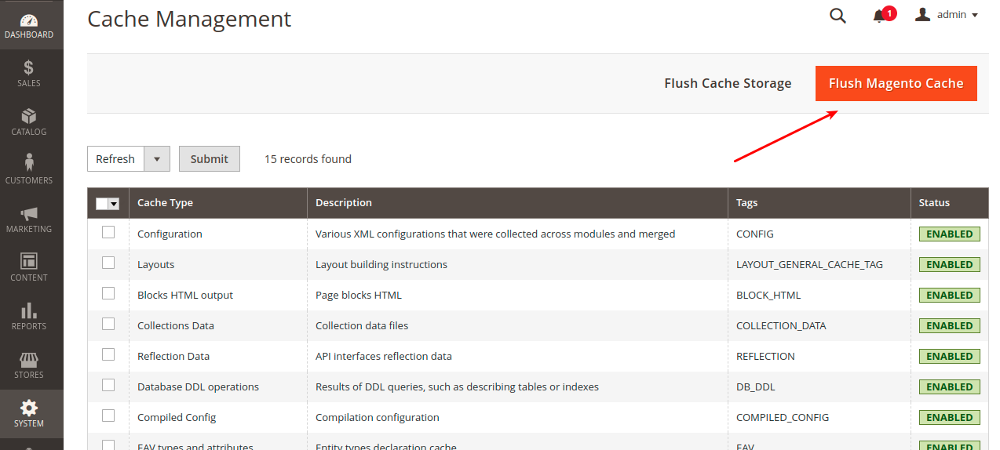 Cache Management
1
admin
DASHBOARD
SALES
CATALOG
CUSTOMERS
MARKETING
CONTENT
REPORTS
STORES
SYSTEM
Flush Cache Storage Flush Magento Cache
Refresh Submit 15 records found
Cache Type Description Tags Status
Configuration Various XML configurations that were collected across modules and merged CONFIG ENABLED
Layouts Layout building instructions LAYOUT_GENERAL_CACHE_TAG ENABLED
Blocks HTML output Page blocks HTML BLOCK_HTML ENABLED
Collections Data Collection data files COLLECTION_DATA ENABLED
Reflection Data API interfaces reflection data REFLECTION ENABLED
Database DDL operations Results of DDL queries, such as describing tables or indexes DB_DDL ENABLED
Compiled Config Compilation configuration COMPILED_CONFIG ENABLED
EAV types and attributes Entity types declaration cache EAV ENABLED